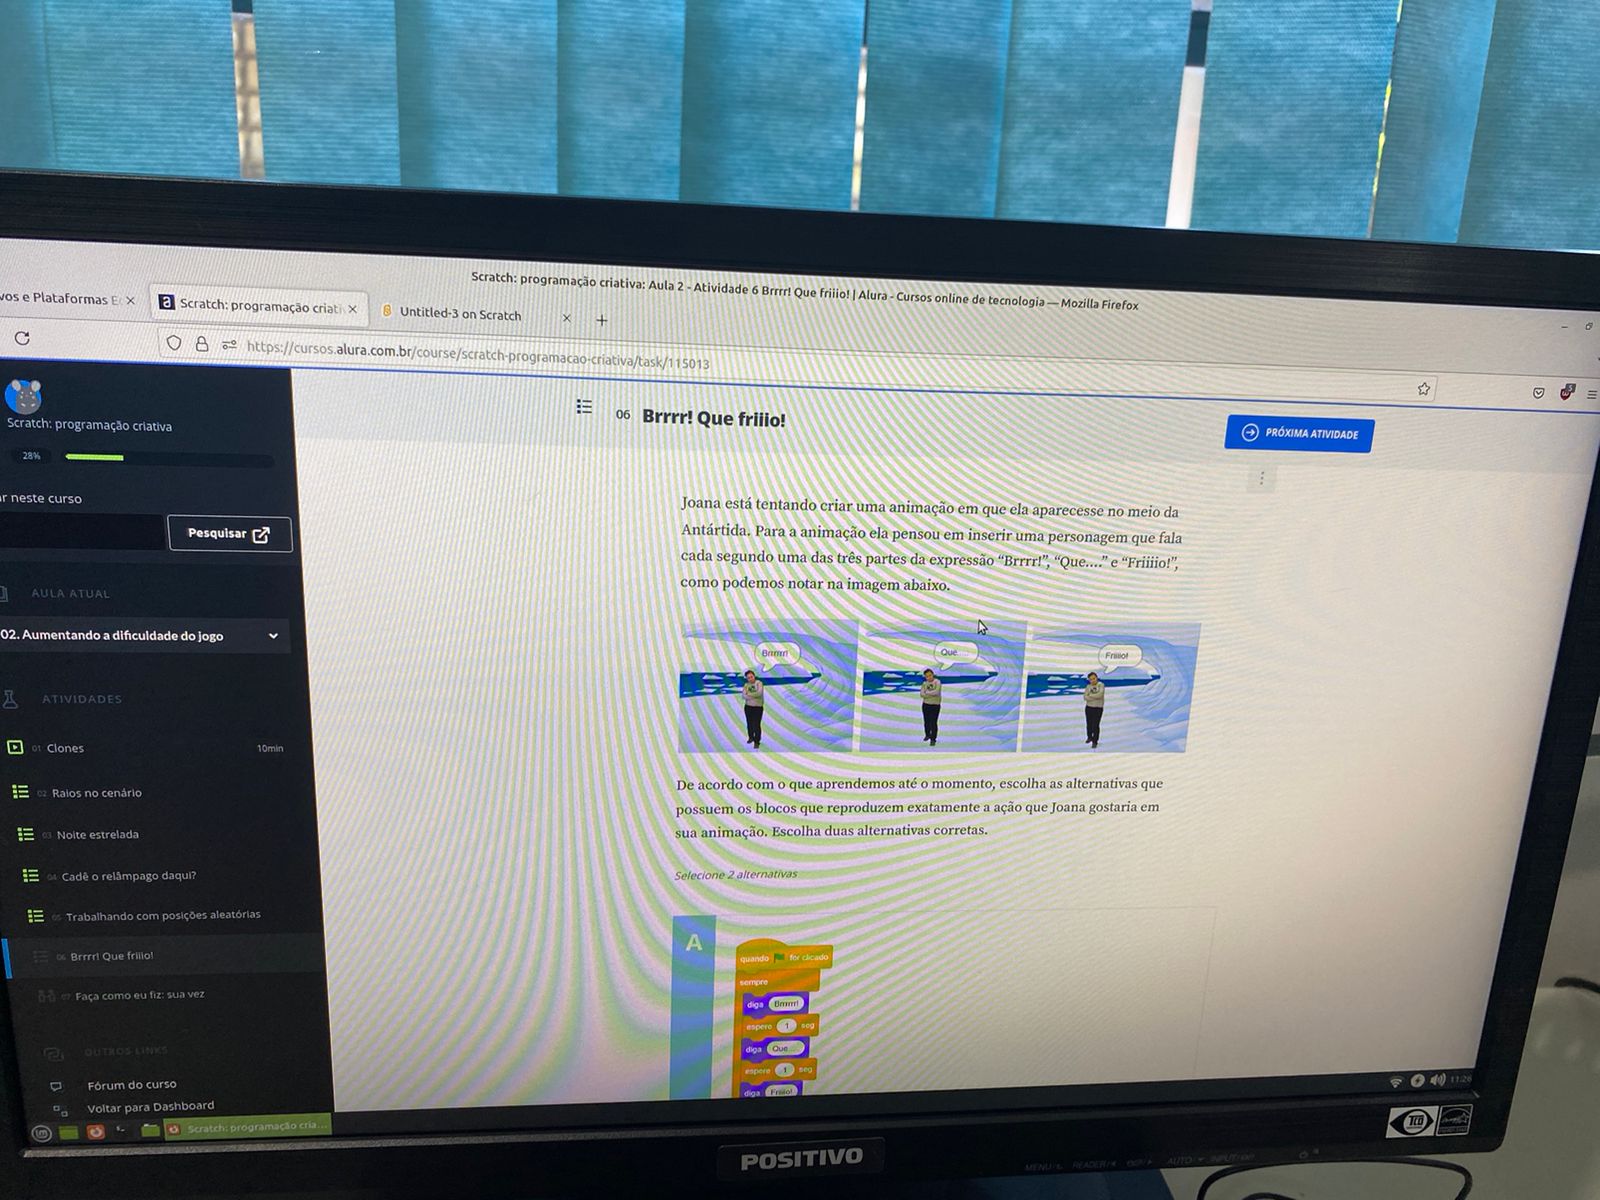 Scratch: programação criativa: Aula 2 - Atividade 6 Brrrr! Que friiio! | Alura - Cursos online de tecnologia — Mozilla Firefox
vos e Plataformas
Scratch: programação criati
Untitled-3 on Scratch
https://cursos.alura.com.br/course/scratch-programacao-criativa/task/115013
Scratch: programação criativa
28%
r neste curso
Pesquisar
AULA ATUAL
02. Aumentando a dificuldade do jogo
ATIVIDADES
01 Clones 10min
02 Raios no cenário
03 Noite estrelada
04 Cadê o relâmpago daqui?
05 Trabalhando com posições aleatórias
06 Brrrr! Que friiio!
07 Faça como eu fiz: sua vez
OUTROS LINKS
Fórum do curso
Voltar para Dashboard
06 Brrrr! Que friiio!
PRÓXIMA ATIVIDADE
Joana está tentando criar uma animação em que ela aparecesse no meio da
Antártida. Para a animação ela pensou em inserir uma personagem que fala
cada segundo uma das três partes da expressão “Brrrr!”, “Que....” e “Friiiio!”,
como podemos notar na imagem abaixo.
Que....
Friiio!
De acordo com o que aprendemos até o momento, escolha as alternativas que
possuem os blocos que reproduzem exatamente a ação que Joana gostaria em
sua animação. Escolha duas alternativas corretas.
Selecione 2 alternativas
A
quando for clicado
sempre
diga Brrrr!
espere 1 seg
diga Que...
espere 1 seg
diga Friiio!
Scratch: programação cria...
11:26
POSITIVO
MENU
READER
AUTO
INPUT
TCO